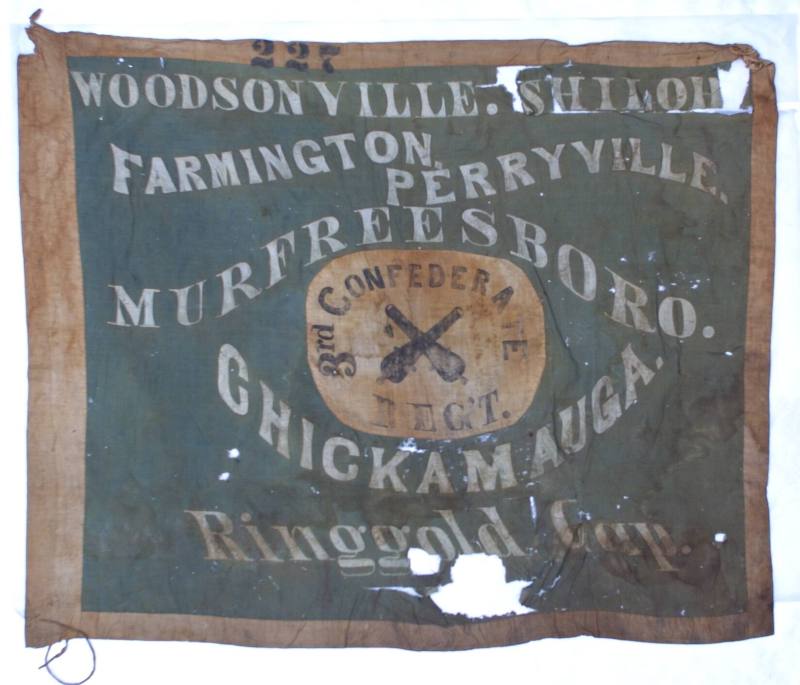 227
WOODSONVILLE. SHILOH
FARMINGTON.
PERRYVILLE.
MURFREESBORO.
3rd CONFEDERATE
REG'T.
CHICKAMAUGA.
Ringgold Gap.